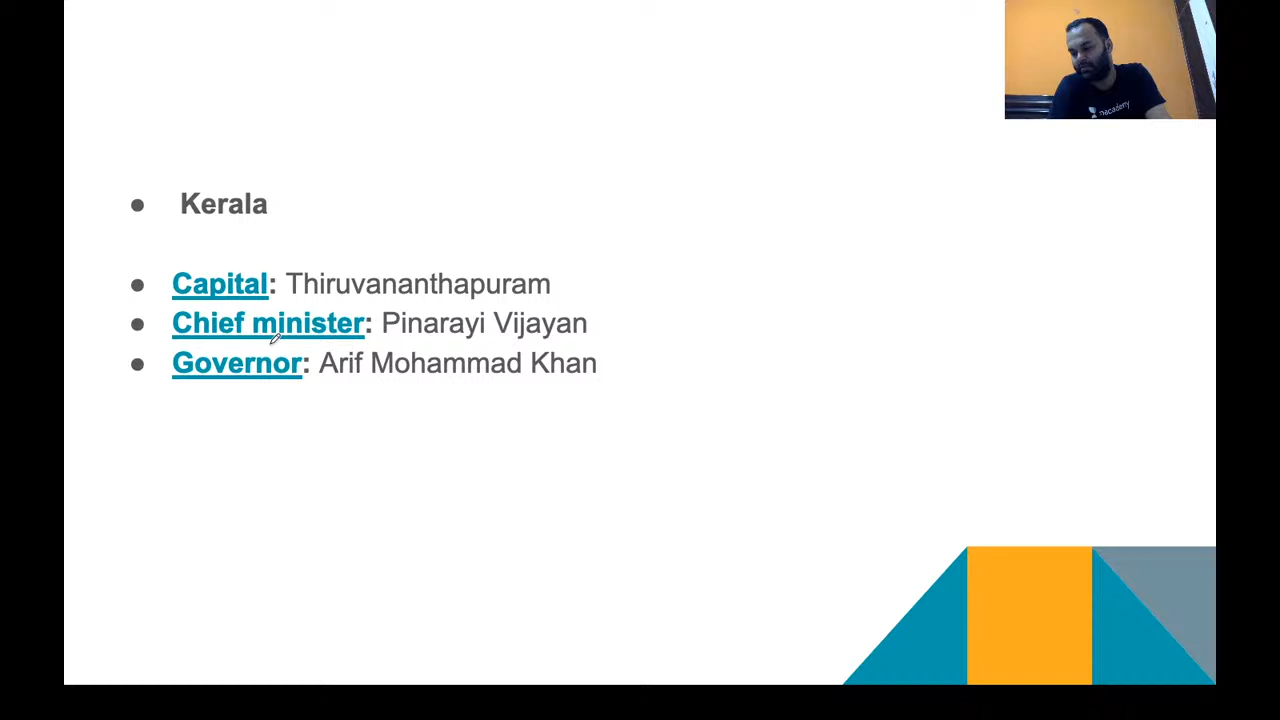 ● Kerala
● Capital: Thiruvananthapuram
● Chief minister: Pinarayi Vijayan
● Governor: Arif Mohammad Khan